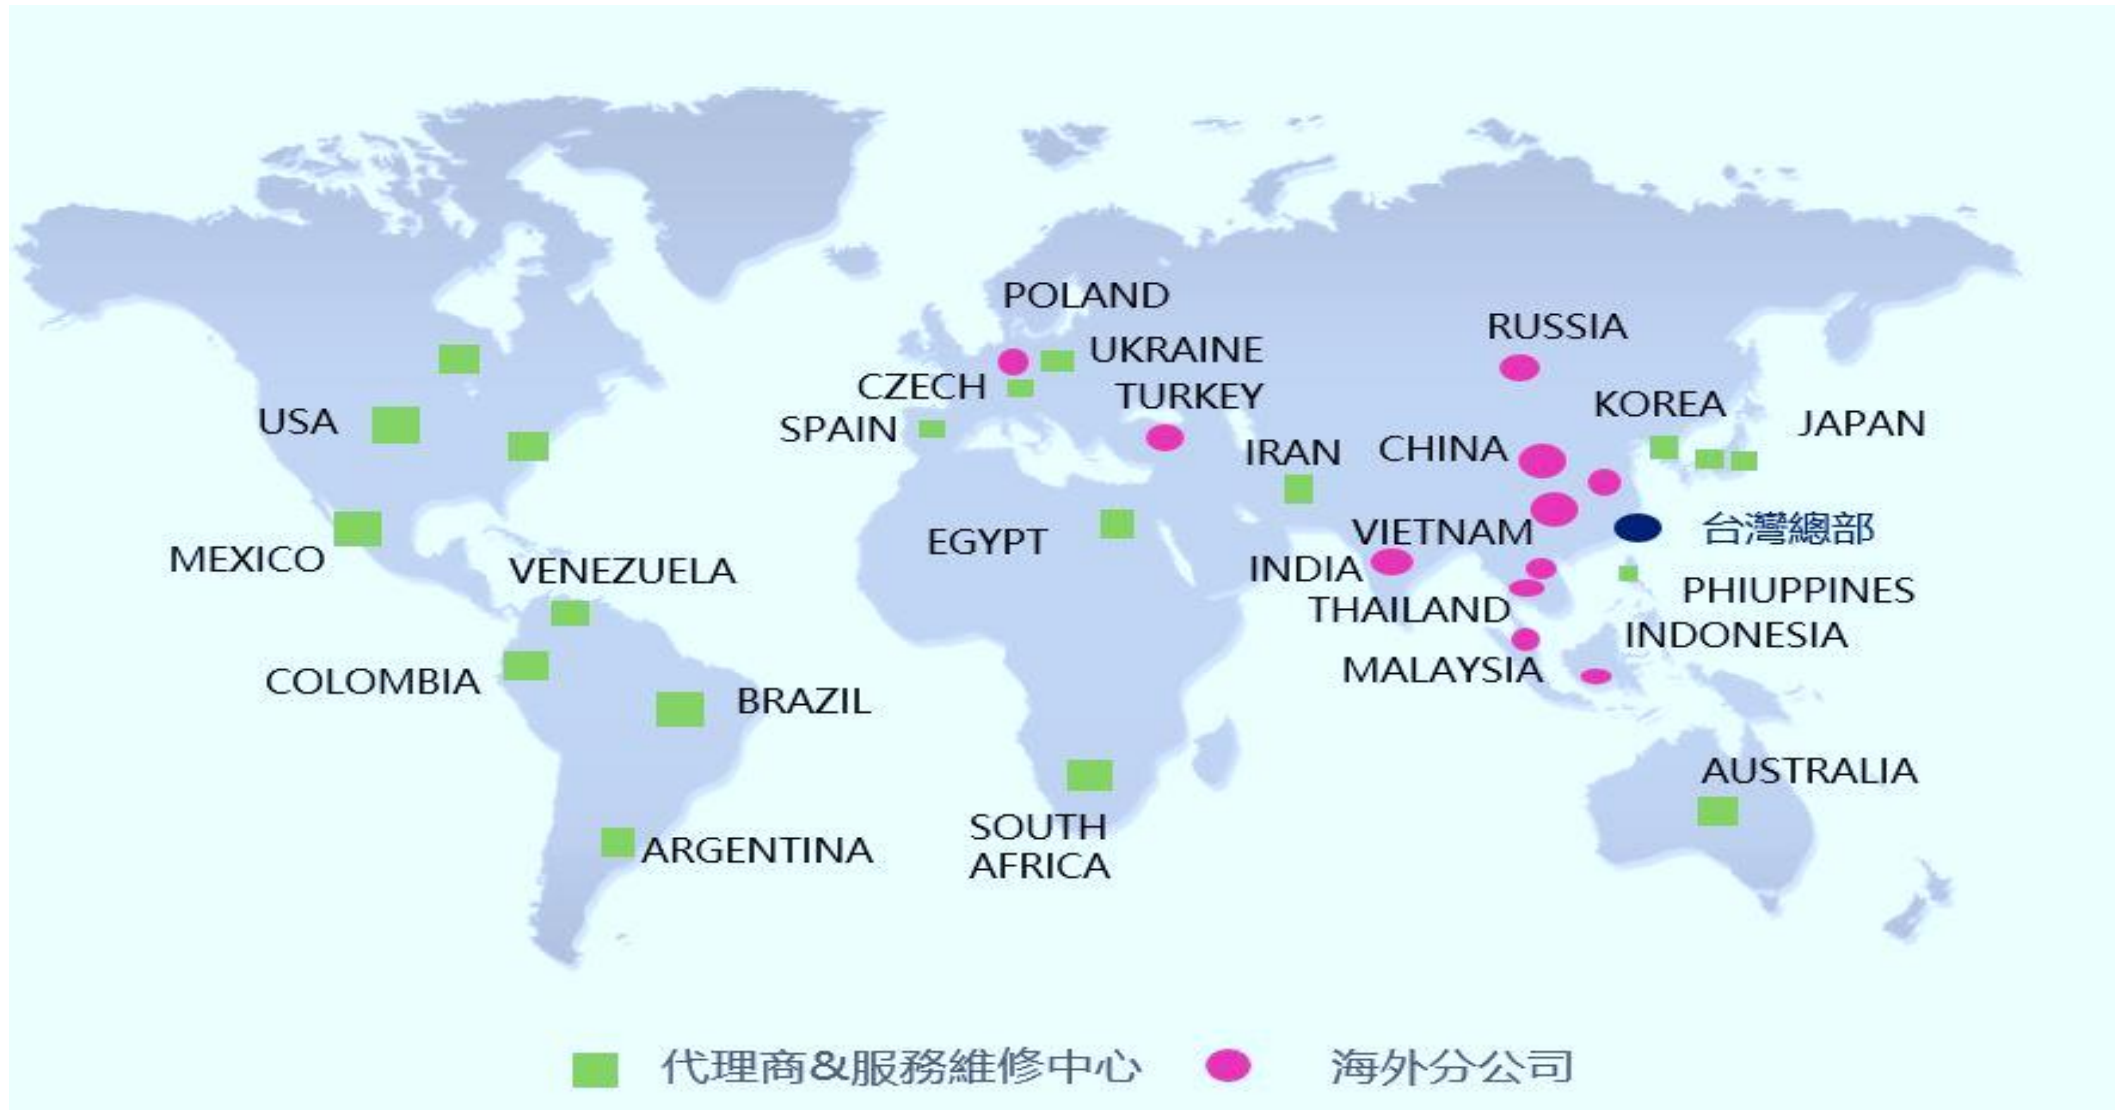 POLAND
RUSSIA
UKRAINE
CZECH
TURKEY
KOREA
USA
SPAIN
JAPAN
IRAN
CHINA
EGYPT
VIETNAM
台灣總部
MEXICO
VENEZUELA
INDIA
PHIUPPINES
THAILAND
INDONESIA
COLOMBIA
MALAYSIA
BRAZIL
AUSTRALIA
SOUTH
AFRICA
ARGENTINA
代理商&服務維修中心
海外分公司